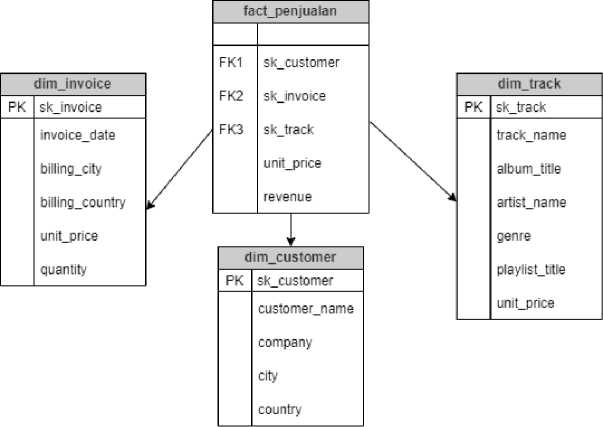 fact_penjualan
FK1 sk_customer
FK2 sk_invoice
FK3 sk_track
unit_price
revenue
dim_invoice
PK sk_invoice
invoice_date
billing_city
billing_country
unit_price
quantity
dim_customer
PK sk_customer
customer_name
company
city
country
dim_track
PK sk_track
track_name
album_title
artist_name
genre
playlist_title
unit_price